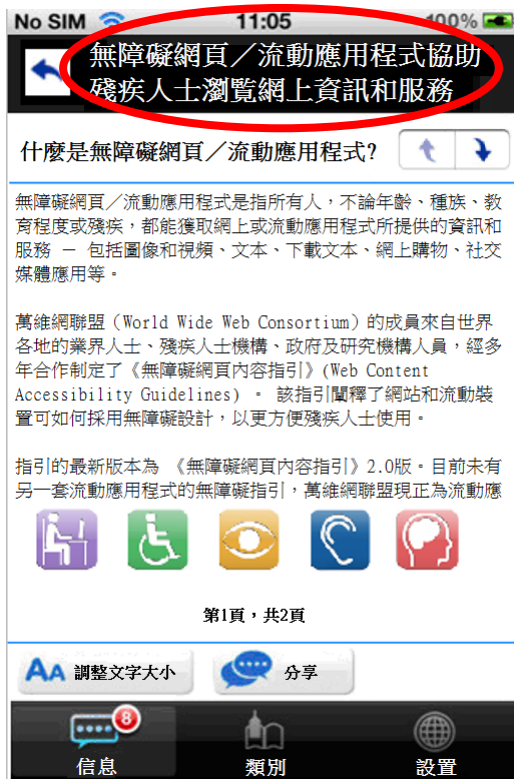 No SIM 11:05 100%
無障礙網頁／流動應用程式協助
殘疾人士瀏覽網上資訊和服務
什麼是無障礙網頁／流動應用程式?
無障礙網頁／流動應用程式是指所有人，不論年齡、種族、教
育程度或殘疾，都能獲取網上或流動應用程式所提供的資訊和
服務 － 包括圖像和視頻、文本、下載文本、網上購物、社交
媒體應用等。
萬維網聯盟（World Wide Web Consortium）的成員來自世界
各地的業界人士、殘疾人士機構、政府及研究機構人員，經多
年合作制定了《無障礙網頁內容指引》(Web Content
Accessibility Guidelines) 。 該指引闡釋了網站和流動裝
置可如何採用無障礙設計，以更方便殘疾人士使用。
指引的最新版本為 《無障礙網頁內容指引》2.0版。目前未有
另一套流動應用程式的無障礙指引，萬維網聯盟現正為流動應
第1頁，共2頁
AA 調整文字大小 分享
8
信息 類別 設置